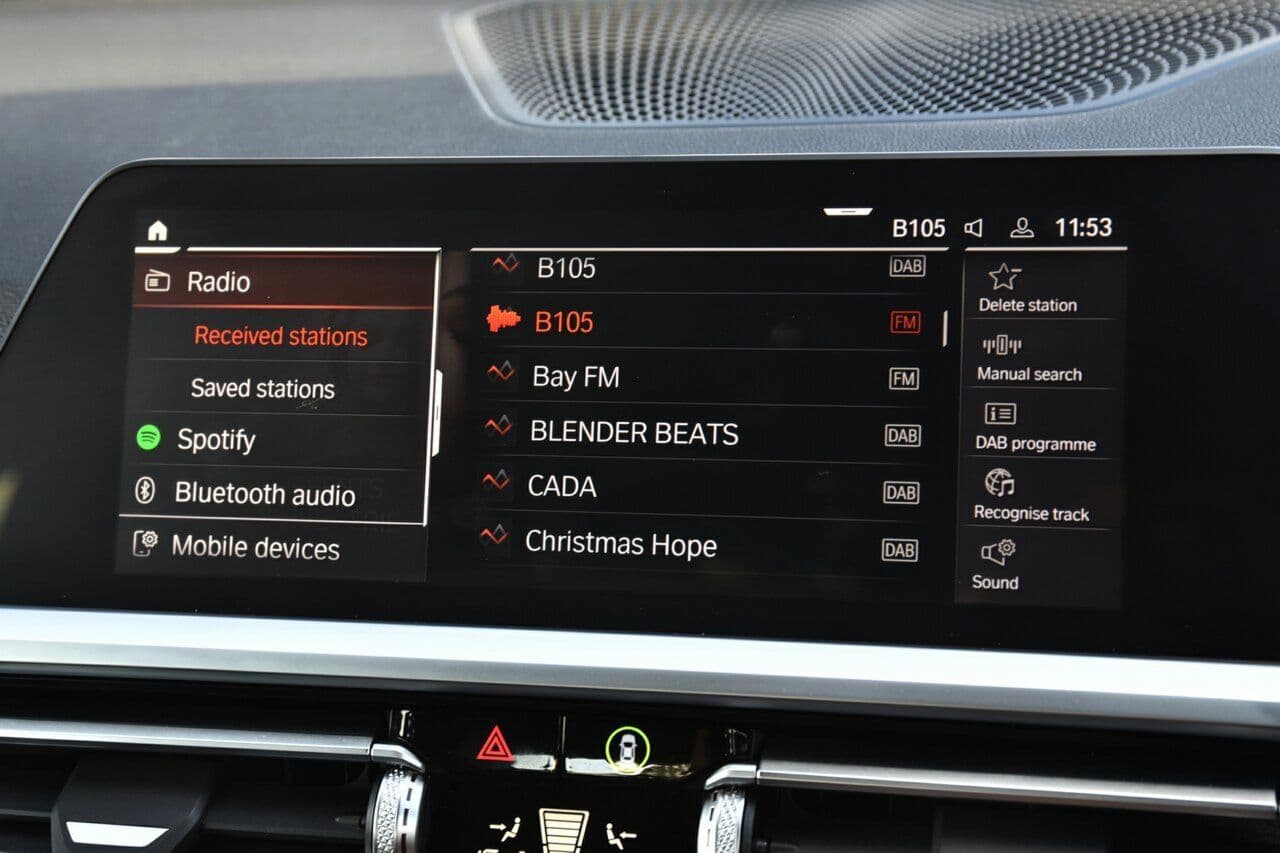 B105 11:53
Radio
Received stations
Saved stations
Spotify
Bluetooth audio
Mobile devices
B105 DAB
B105 FM
Bay FM FM
BLENDER BEATS DAB
CADA DAB
Christmas Hope DAB
Delete station
Manual search
DAB programme
Recognise track
Sound